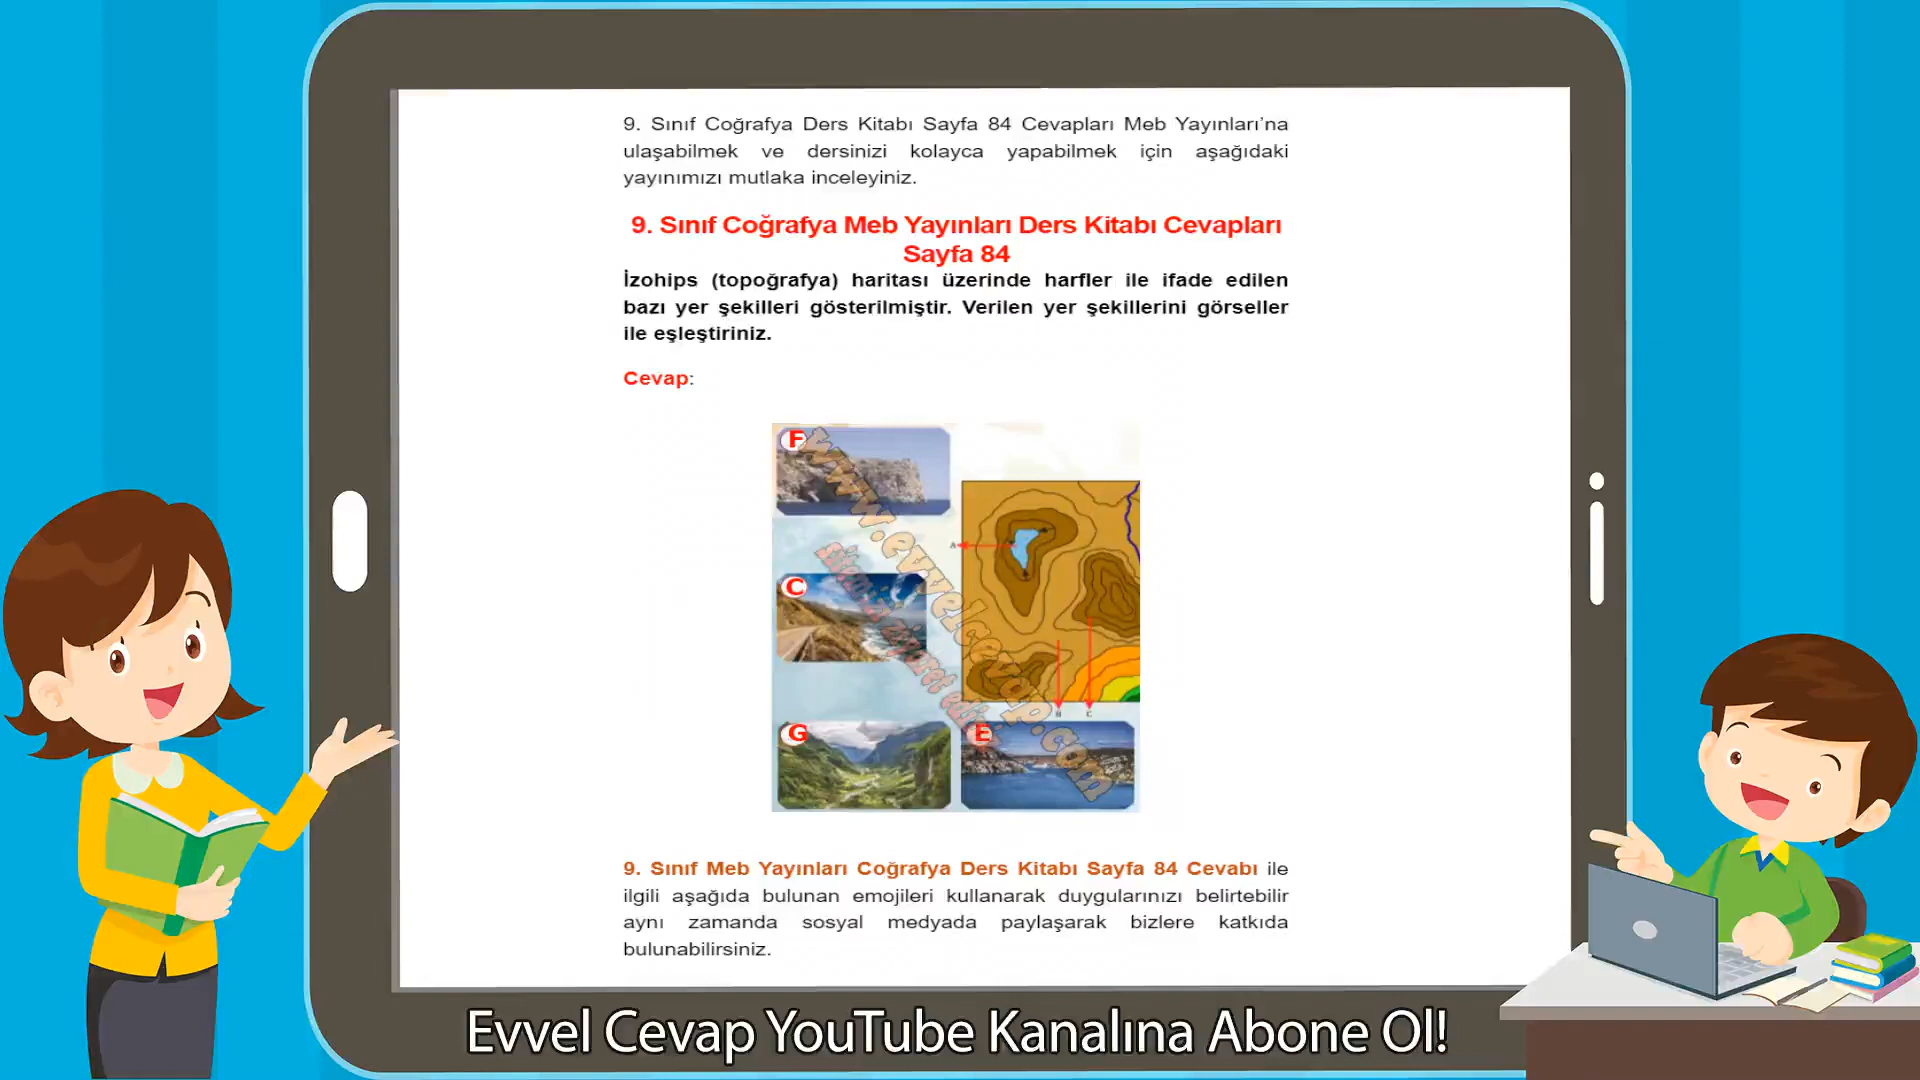 9. Sınıf Coğrafya Ders Kitabı Sayfa 84 Cevapları Meb Yayınları’na
ulaşabilmek ve dersinizi kolayca yapabilmek için aşağıdaki
yayınımızı mutlaka inceleyiniz.
9. Sınıf Coğrafya Meb Yayınları Ders Kitabı Cevapları
Sayfa 84
İzohips (topoğrafya) haritası üzerinde harfler ile ifade edilen
bazı yer şekilleri gösterilmiştir. Verilen yer şekillerini görseller
ile eşleştiriniz.
Cevap:
F
www.evvelcevap.com
A
C
B C
G
E
9. Sınıf Meb Yayınları Coğrafya Ders Kitabı Sayfa 84 Cevabı ile
ilgili aşağıda bulunan emojileri kullanarak duygularınızı belirtebilir
aynı zamanda sosyal medyada paylaşarak bizlere katkıda
bulunabilirsiniz.
Evvel Cevap YouTube Kanalına Abone Ol!